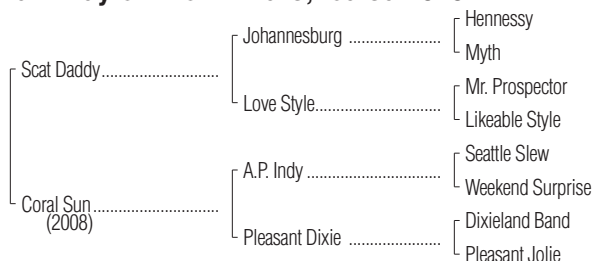 Hennessy
Johannesburg ....................
Myth
Scat Daddy..........................
Mr. Prospector
Love Style............................
Likeable Style
Seattle Slew
A.P. Indy ..............................
Weekend Surprise
Coral Sun............................
(2008)
Dixieland Band
Pleasant Dixie .....................
Pleasant Jolie